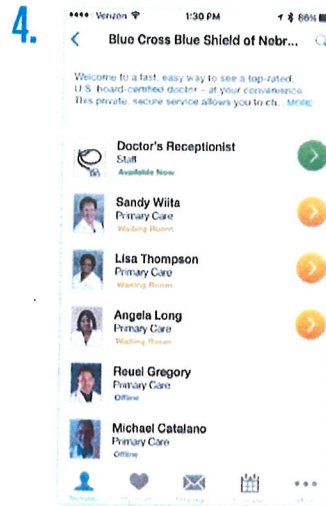 4.
Verizon 1:30 PM 86%
Blue Cross Blue Shield of Nebr...
Welcome to a fast, easy way to see a top-rated,
U.S. board-certified doctor – at your convenience.
This private, secure service allows you to ch... MORE
Doctor's Receptionist
Staff
Available Now
Sandy Wiita
Primary Care
Waiting Room
Lisa Thompson
Primary Care
Waiting Room
Angela Long
Primary Care
Waiting Room
Reuel Gregory
Primary Care
Offline
Michael Catalano
Primary Care
Offline